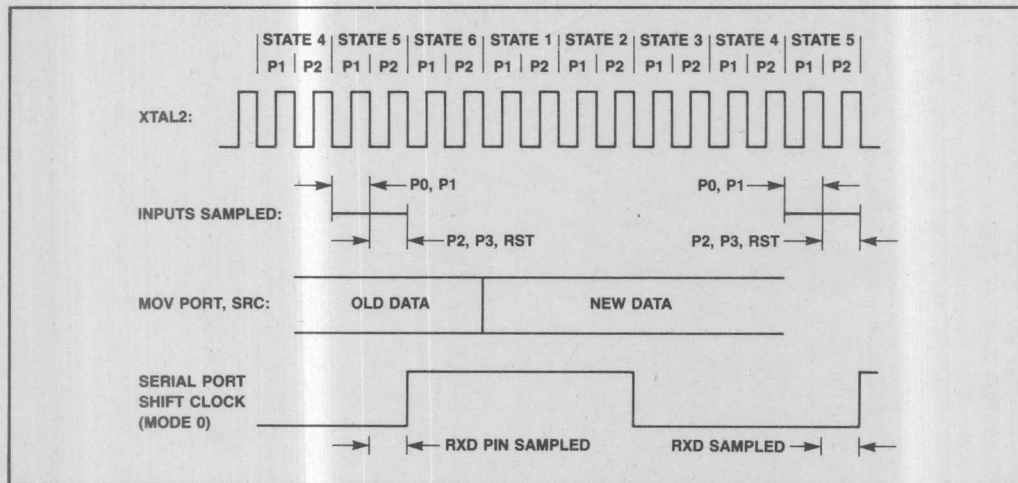 STATE 4 STATE 5 STATE 6 STATE 1 STATE 2 STATE 3 STATE 4 STATE 5
P1 P2 P1 P2 P1 P2 P1 P2 P1 P2 P1 P2 P1 P2 P1 P2
XTAL2:
P0, P1 P0, P1
INPUTS SAMPLED:
P2, P3, RST P2, P3, RST
MOV PORT, SRC: OLD DATA NEW DATA
SERIAL PORT
SHIFT CLOCK
(MODE 0)
RXD PIN SAMPLED RXD SAMPLED